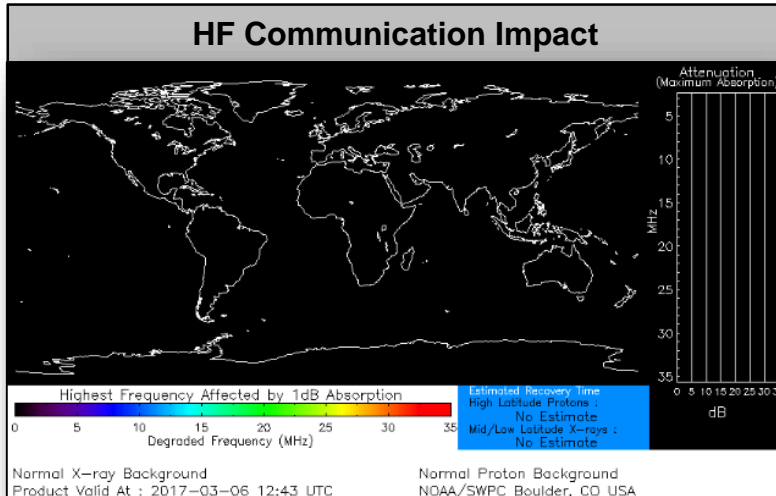 HF Communication Impact
Attenuation
(Maximum Absorption)
5
10
15
20
25
30
35
MHz
0 5 10 15 20 25 30 3
dB
Highest Frequency Affected by 1dB Absorption
0 5 10 15 20 25 30 35
Degraded Frequency (MHz)
Estimated Recovery Time
High Latitude Protons :
No Estimate
Mid/Low Latitude X-rays :
No Estimate
Normal X-ray Background
Product Valid At : 2017-03-06 12:43 UTC
Normal Proton Background
NOAA/SWPC Boulder, CO USA